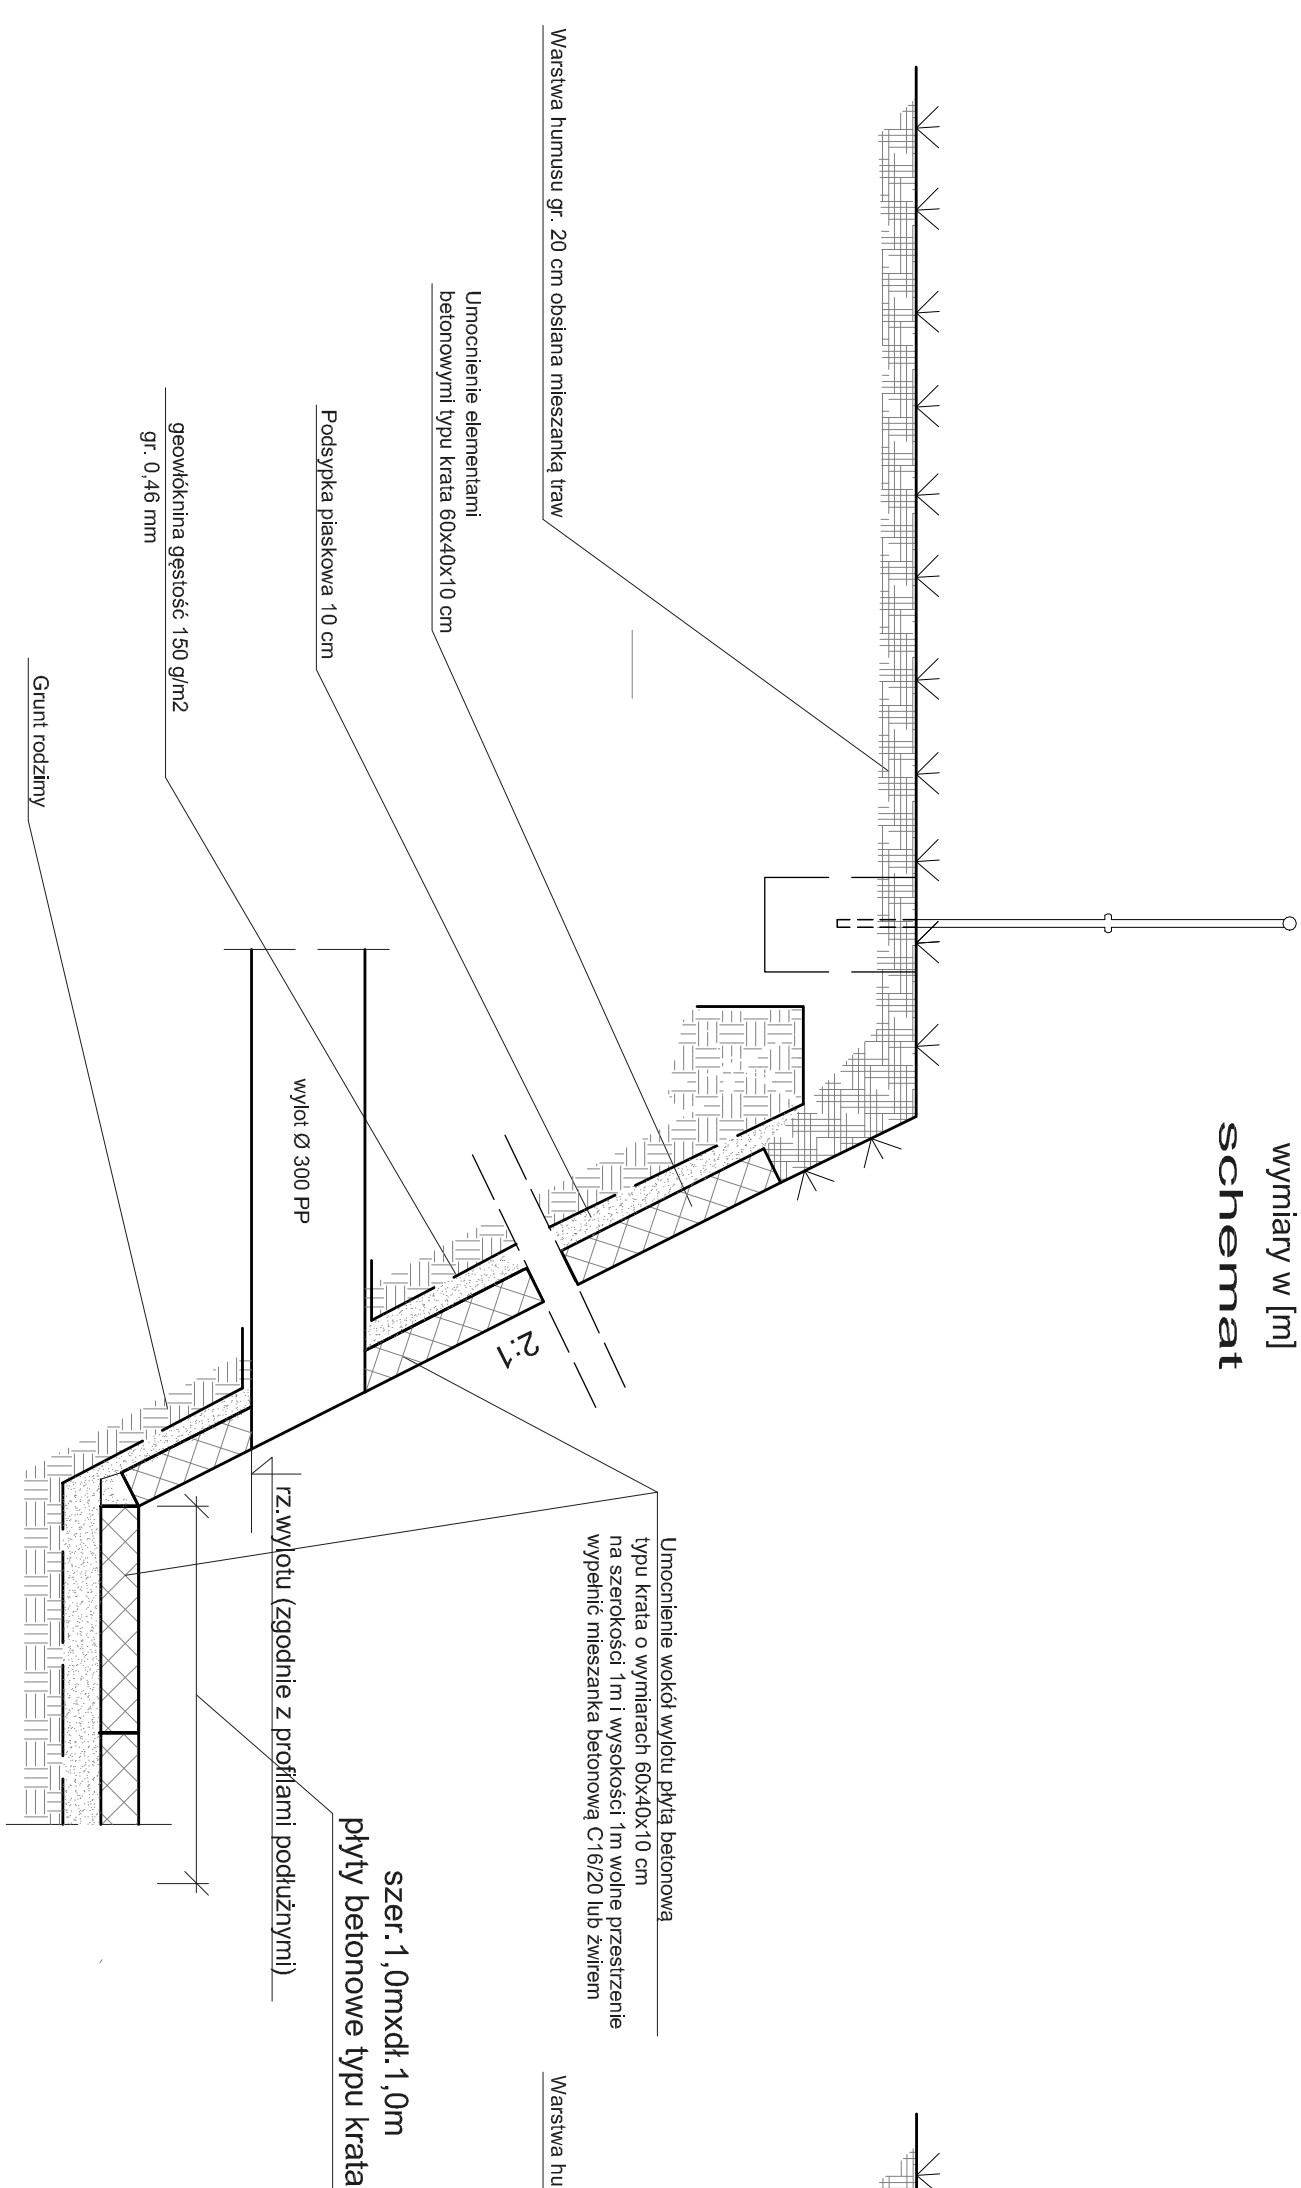 wymiary w [m]
schemat
Warstwa humusu gr. 20 cm obsiana mieszanką traw
Umocnienie elementami
betonowymi typu krata 60x40x10 cm
Podsypka piaskowa 10 cm
geowłóknina gęstość 150 g/m2
gr. 0,46 mm
Grunt rodzimy
wylot Ø 300 PP
2:1
Umocnienie wokół wylotu płytą betonową
typu krata o wymiarach 60x40x10 cm
na szerokości 1m i wysokości 1m wolne przestrzenie
wypełnić mieszanka betonową C16/20 lub żwirem
rz.wylotu (zgodnie z profilami podłużnymi)
szer.1,0mxdł.1,0m
płyty betonowe typu krata
Warstwa hu